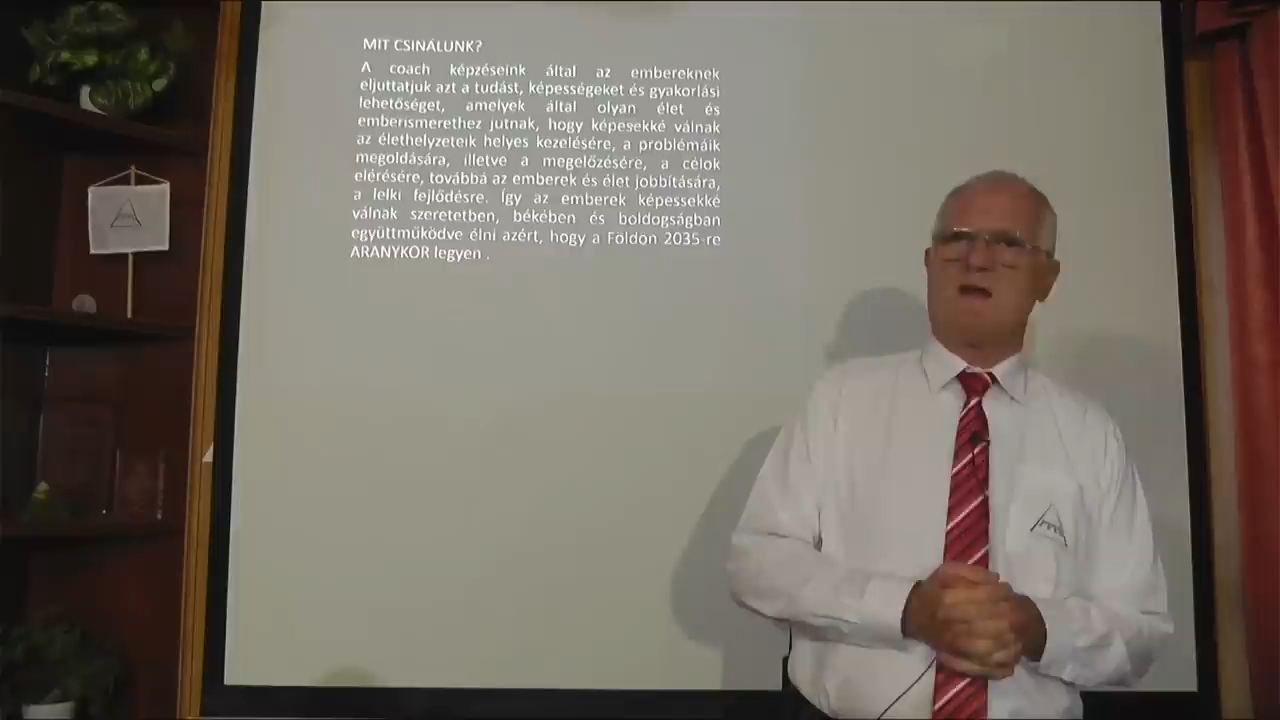 MIT CSINÁLUNK?
A coach képzéseink által az embereknek
eljuttatjuk azt a tudást, képességeket és gyakorlási
lehetőséget, amelyek által olyan élet és
emberismerethez jutnak, hogy képesekké válnak
az élethelyzeteik helyes kezelésére, a problémáik
megoldására, illetve a megelőzésére, a célok
elérésére, továbbá az emberek és élet jobbítására,
a lelki fejlődésre. Így az emberek képessekké
válnak szeretetben, békében és boldogságban
együttműködve élni azért, hogy a Földön 2035-re
ARANYKOR legyen .